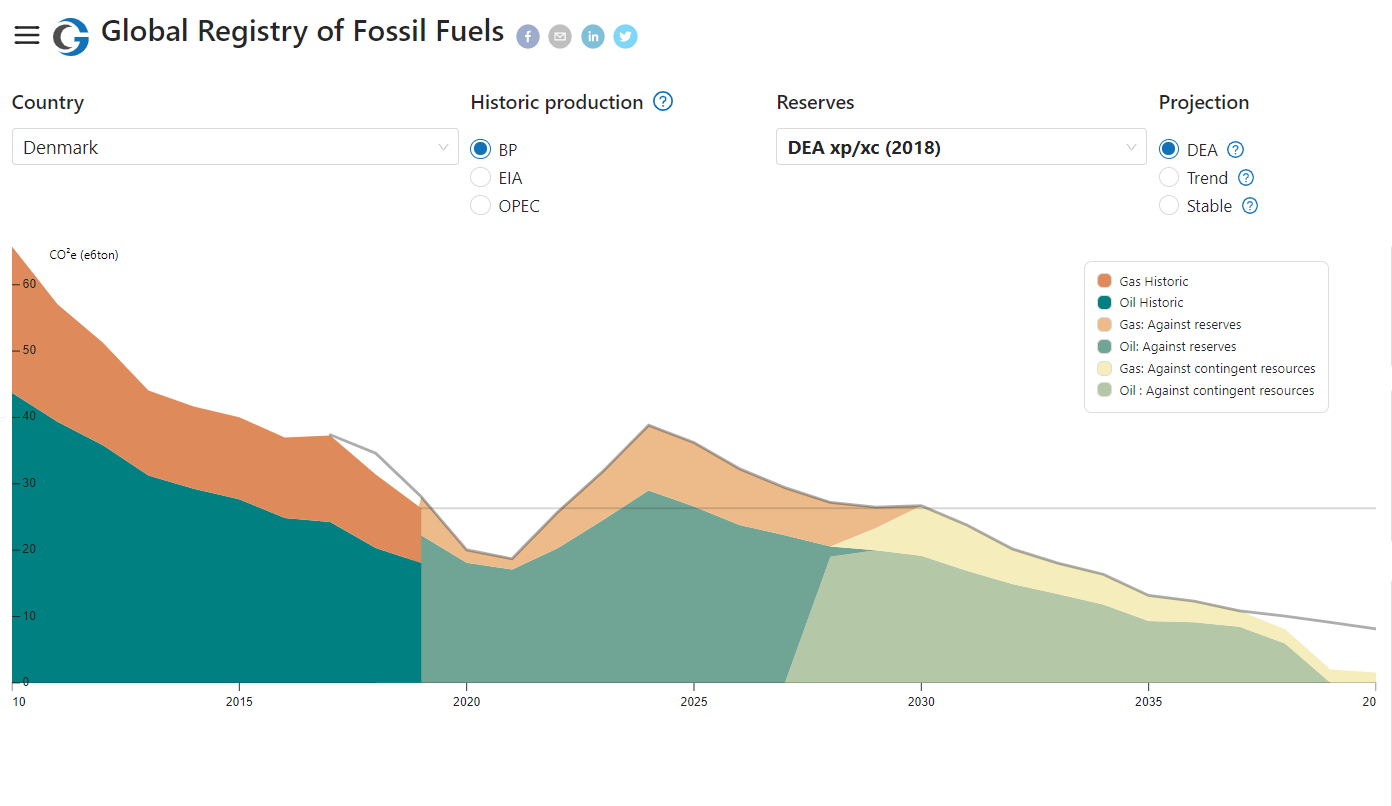 Global Registry of Fossil Fuels
Country
Historic production ?
Reserves
Projection
Denmark
BP
EIA
OPEC
DEA xp/xc (2018)
DEA ?
Trend ?
Stable ?
CO²e (e6ton)
60
50
40
30
20
10
0
Gas Historic
Oil Historic
Gas: Against reserves
Oil: Against reserves
Gas: Against contingent resources
Oil : Against contingent resources
10
2015
2020
2025
2030
2035
20